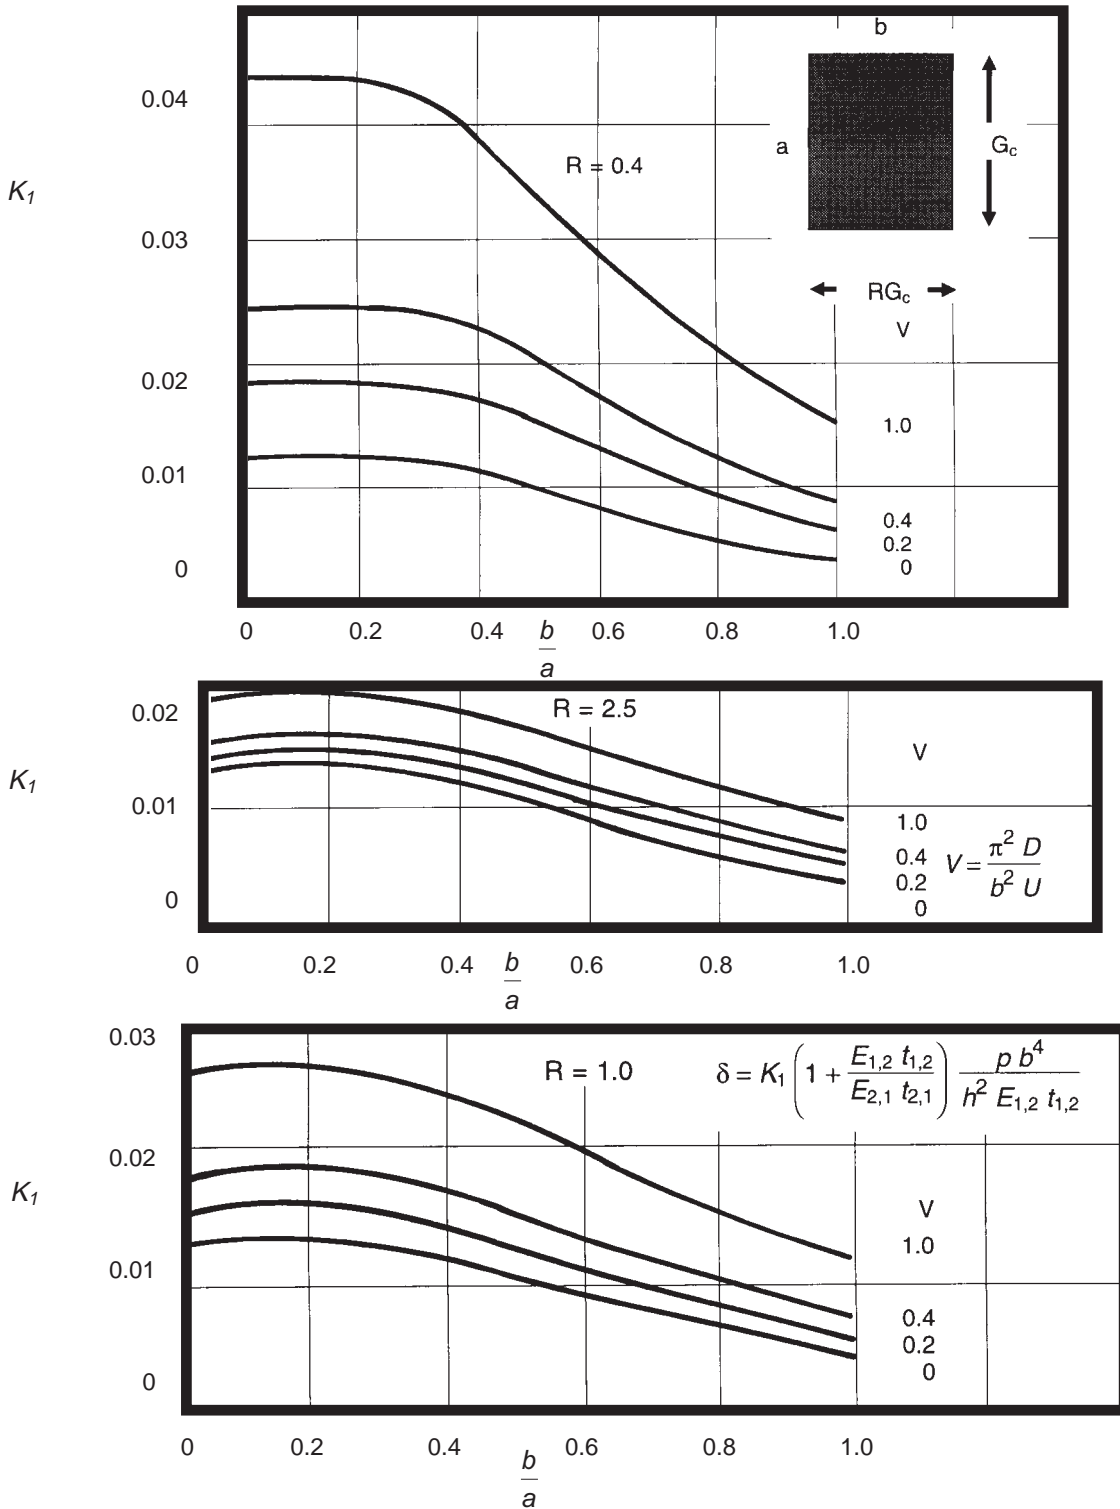 b
0.04
a
G_c
R = 0.4
K_1
0.03
RG_c
V
0.02
1.0
0.01
0.4
0.2
0
0
0 0.2 0.4 b/a 0.6 0.8 1.0
0.02
R = 2.5
V
K_1
0.01
1.0
0.4
0.2
0
V = π² D / b² U
0
0 0.2 0.4 b/a 0.6 0.8 1.0
0.03
R = 1.0
δ = K_1 (1 + E_{1,2} t_{1,2} / E_{2,1} t_{2,1}) p b⁴ / h² E_{1,2} t_{1,2}
0.02
K_1
V
1.0
0.01
0.4
0.2
0
0
0 0.2 0.4 b/a 0.6 0.8 1.0